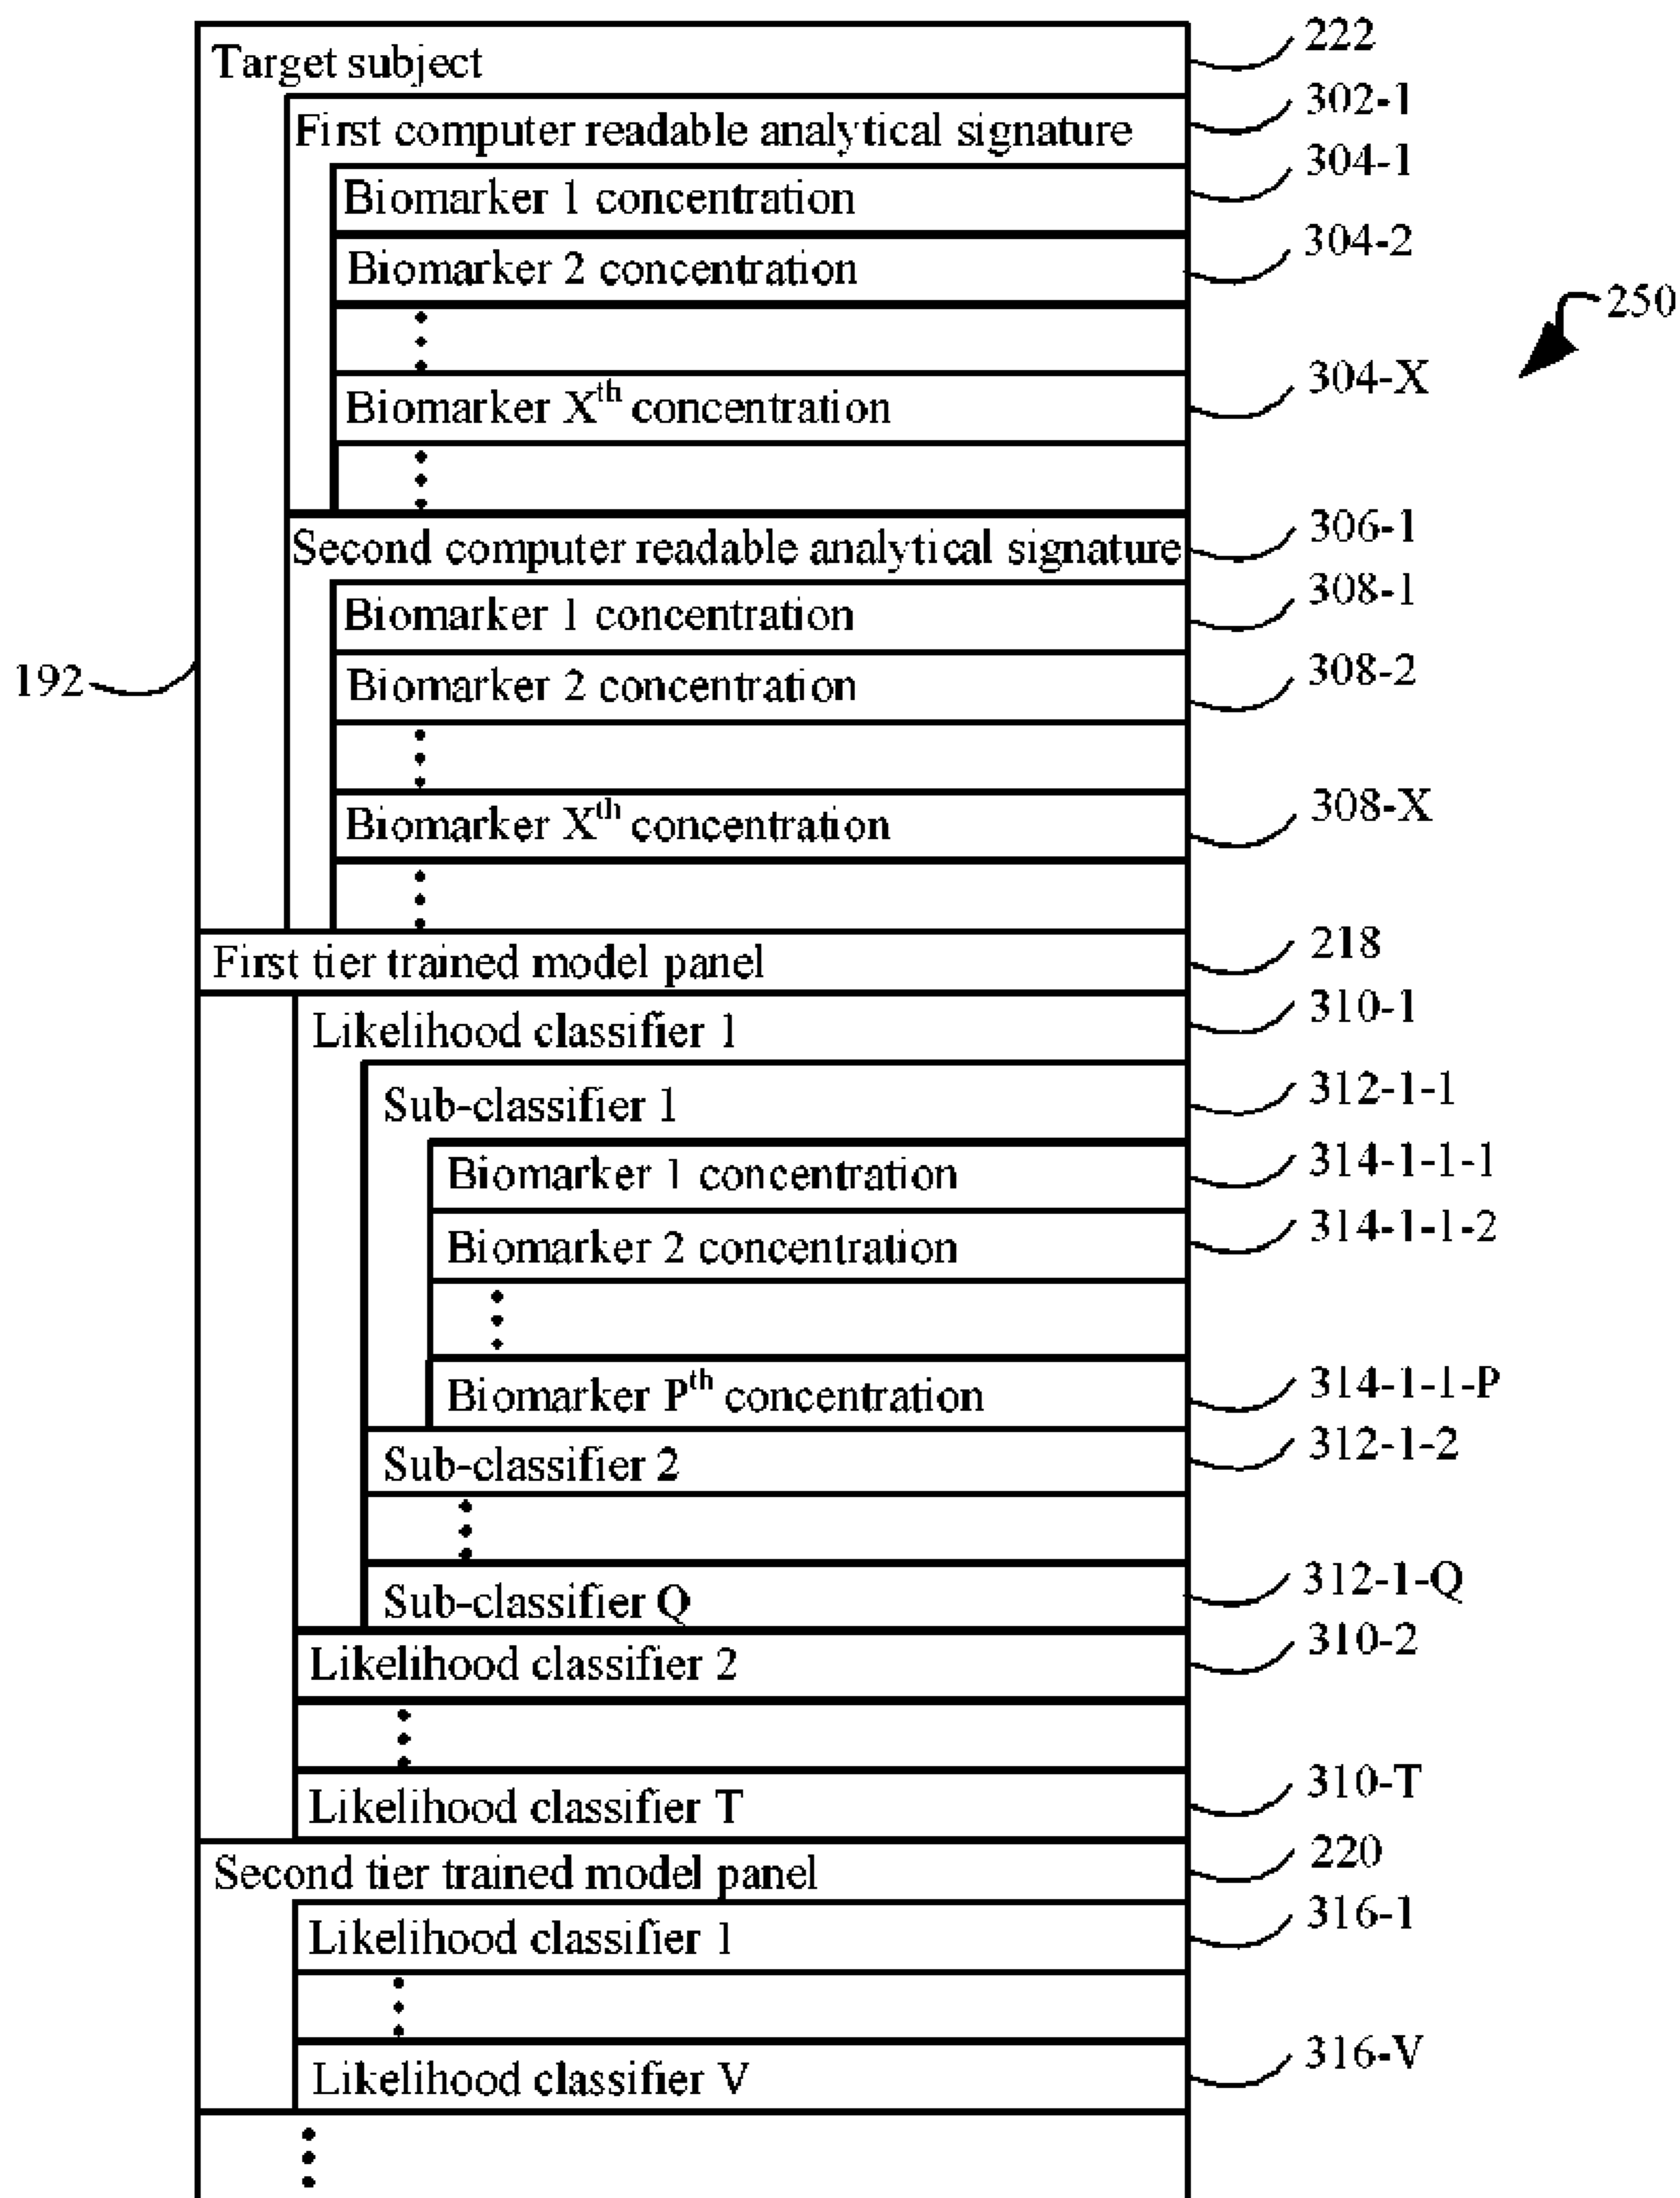 Target subject 222
First computer readable analytical signature 302-1
Biomarker 1 concentration 304-1
Biomarker 2 concentration 304-2
250
Biomarker Xth concentration 304-X
Second computer readable analytical signature 306-1
Biomarker 1 concentration 308-1
192 Biomarker 2 concentration 308-2
Biomarker Xth concentration 308-X
First tier trained model panel 218
Likelihood classifier 1 310-1
Sub-classifier 1 312-1-1
Biomarker 1 concentration 314-1-1-1
Biomarker 2 concentration 314-1-1-2
Biomarker Pth concentration 314-1-1-P
Sub-classifier 2 312-1-2
Sub-classifier Q 312-1-Q
Likelihood classifier 2 310-2
Likelihood classifier T 310-T
Second tier trained model panel 220
Likelihood classifier 1 316-1
Likelihood classifier V 316-V